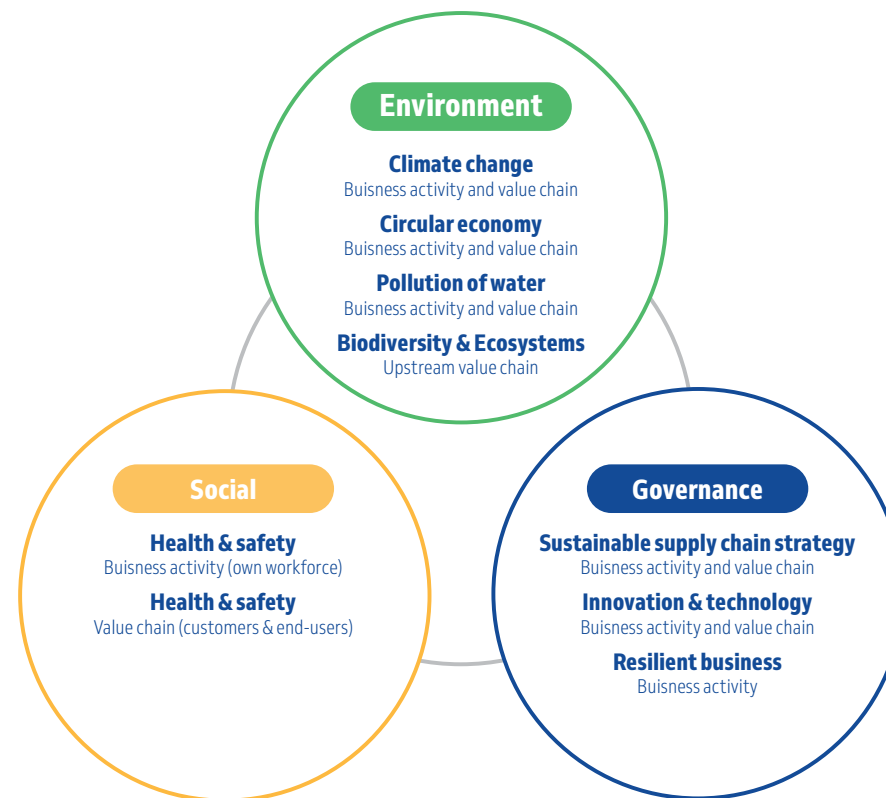 Environment
Climate change
Buisness activity and value chain
Circular economy
Buisness activity and value chain
Pollution of water
Buisness activity and value chain
Biodiversity & Ecosystems
Upstream value chain
Social
Health & safety
Buisness activity (own workforce)
Health & safety
Value chain (customers & end-users)
Governance
Sustainable supply chain strategy
Buisness activity and value chain
Innovation & technology
Buisness activity and value chain
Resilient business
Buisness activity